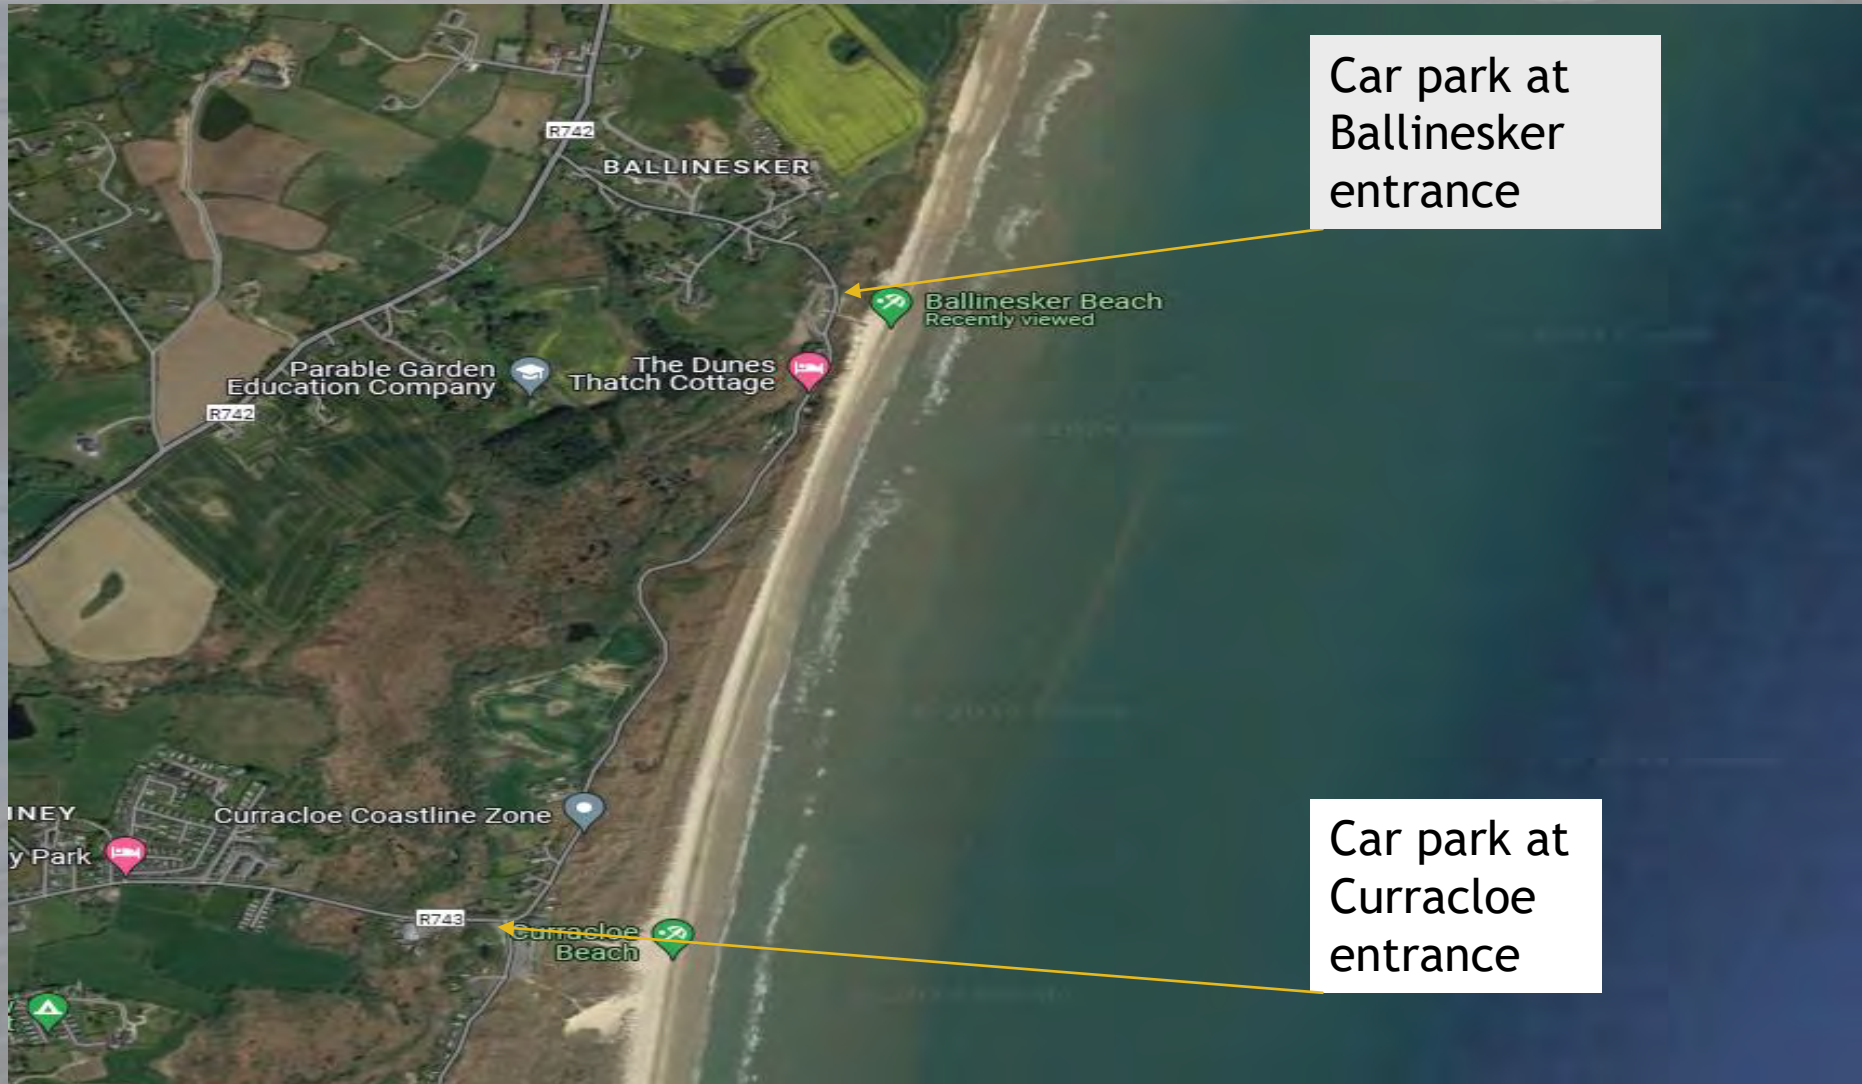 Car park at
Ballinesker
entrance
R742
BALLINESKER
Ballinesker Beach
Recently viewed
The Dunes
Thatch Cottage
Parable Garden
Education Company
R742
INEY
Curracloe Coastline Zone
y Park
Car park at
Curracloe
entrance
R743
Curracloe
Beach